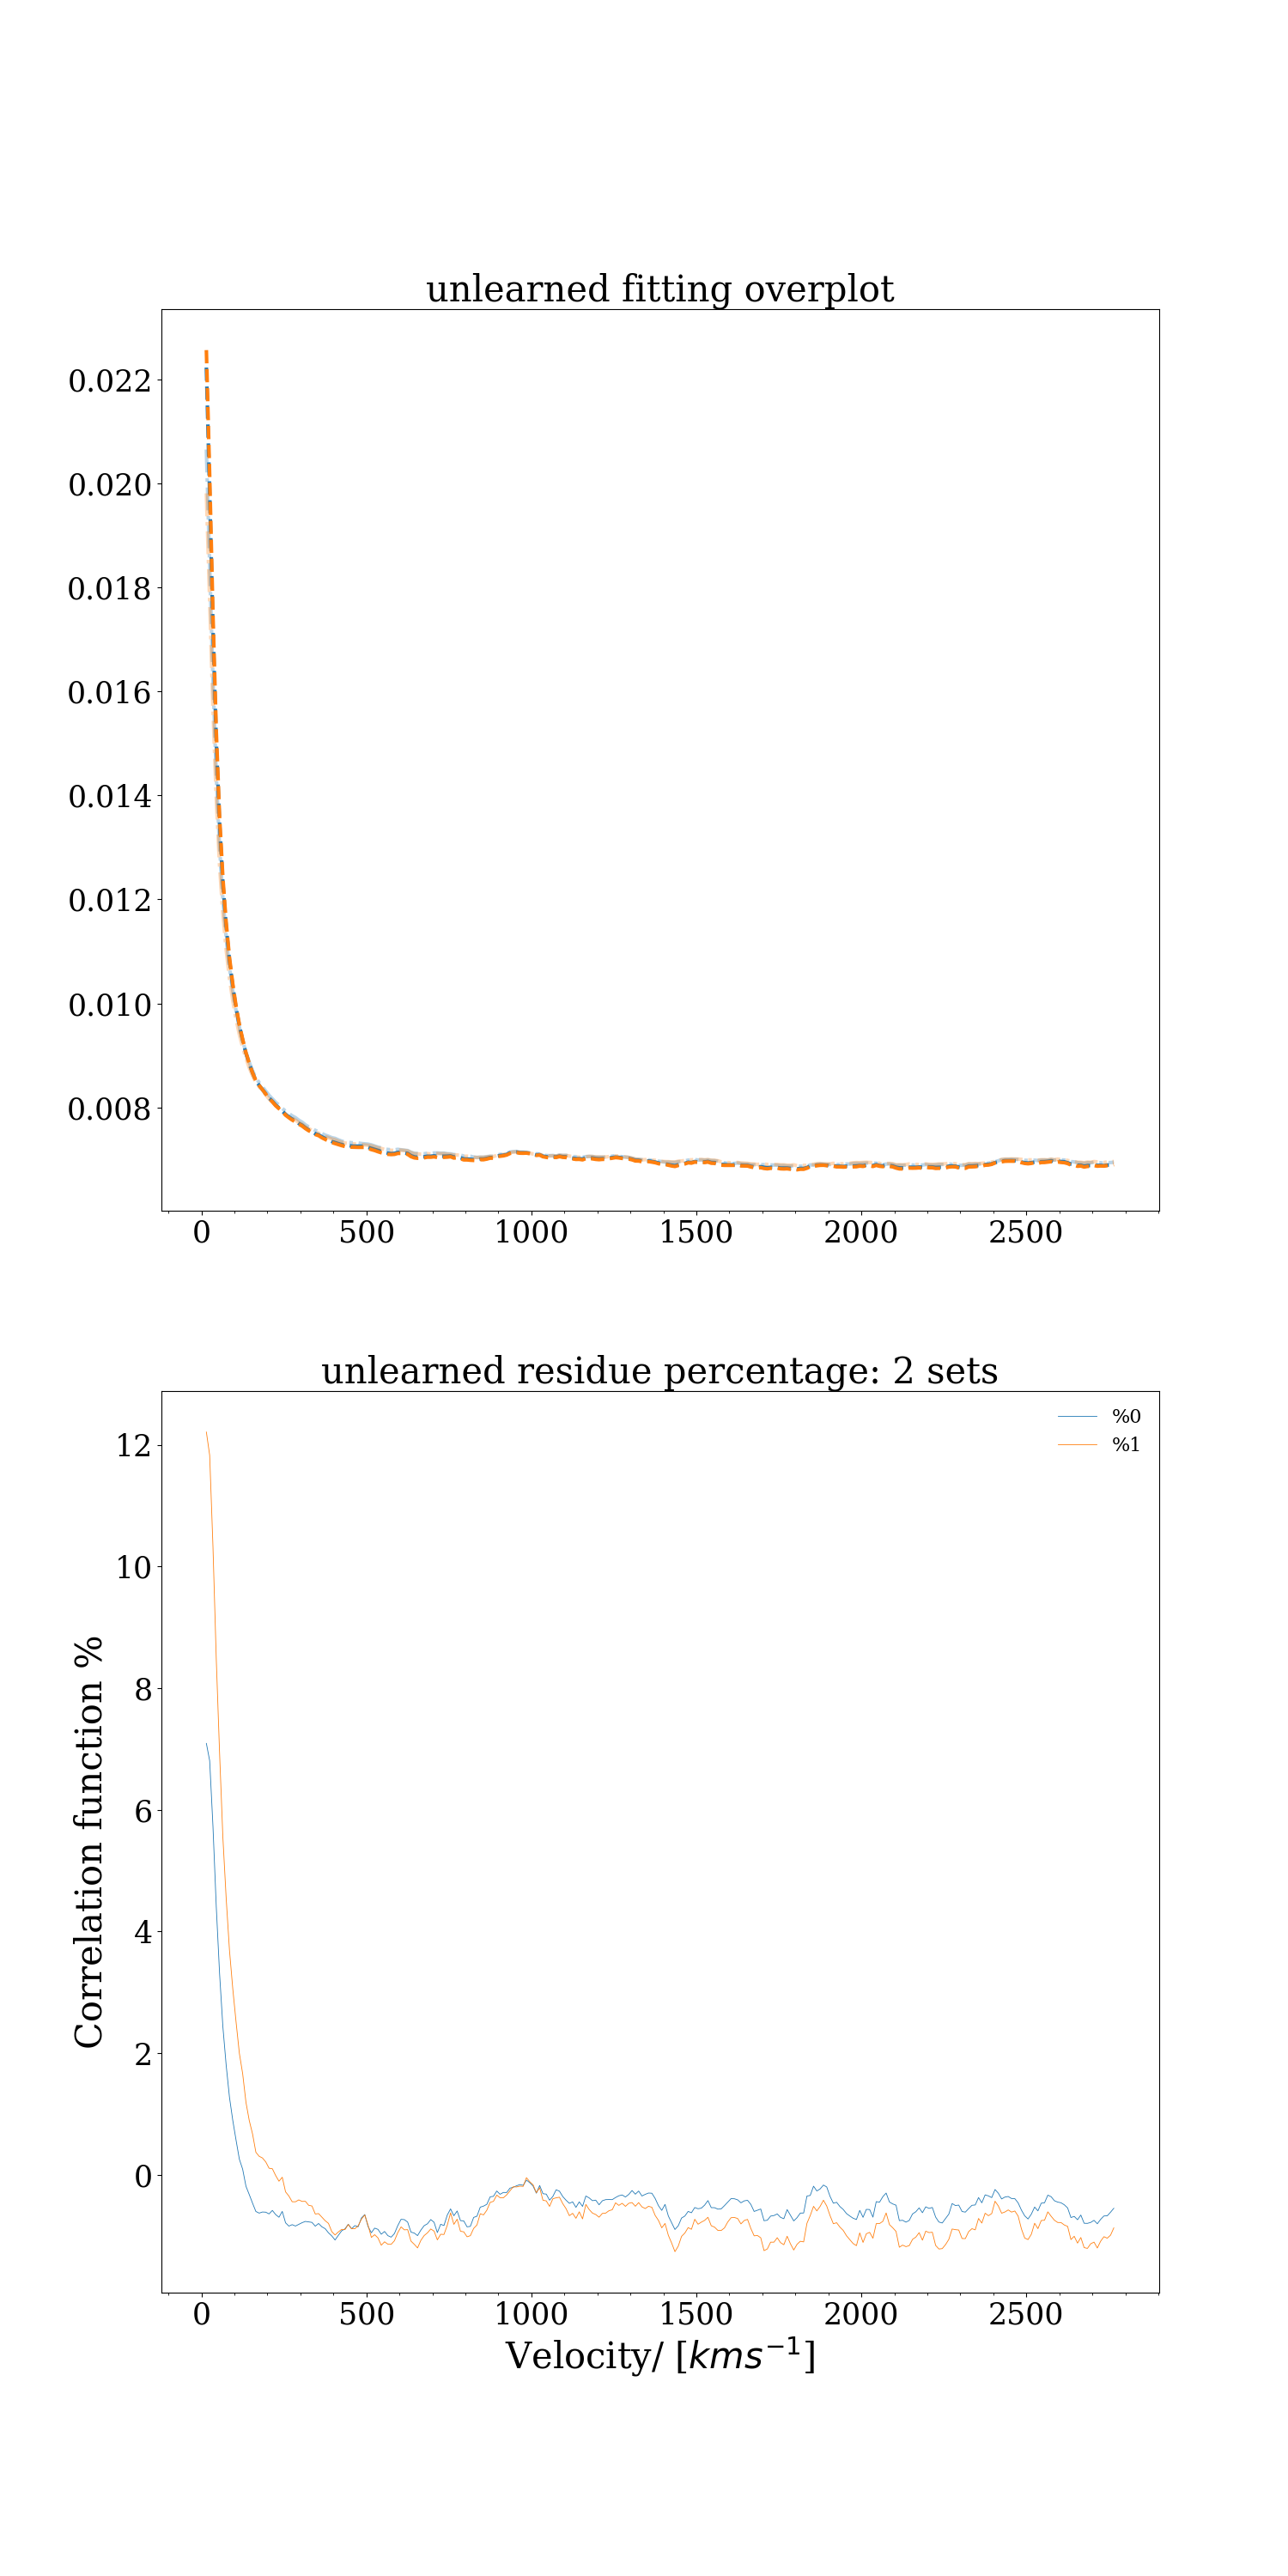 unlearned fitting overplot
0.022
0.020
0.018
0.016
0.014
0.012
0.010
0.008
0 500 1000 1500 2000 2500
unlearned residue percentage: 2 sets
%0
%1
Correlation function %
12
10
8
6
4
2
0
0 500 1000 1500 2000 2500
Velocity/ [kms⁻¹]